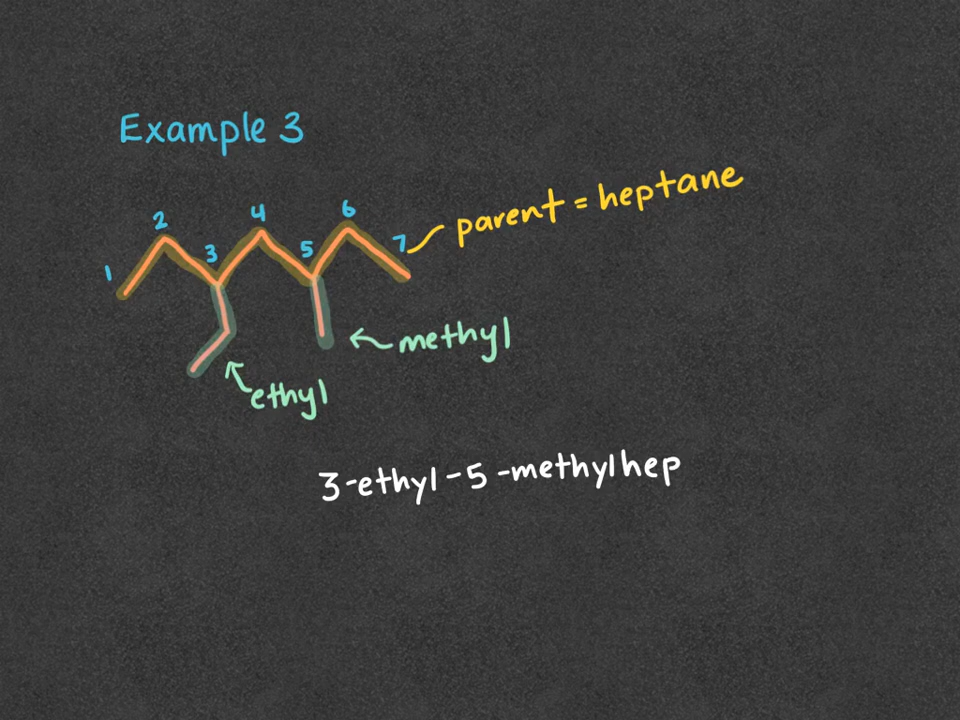 Example 3
1
2
3
4
5
6
7
parent = heptane
methyl
ethyl
3-ethyl-5-methylhep